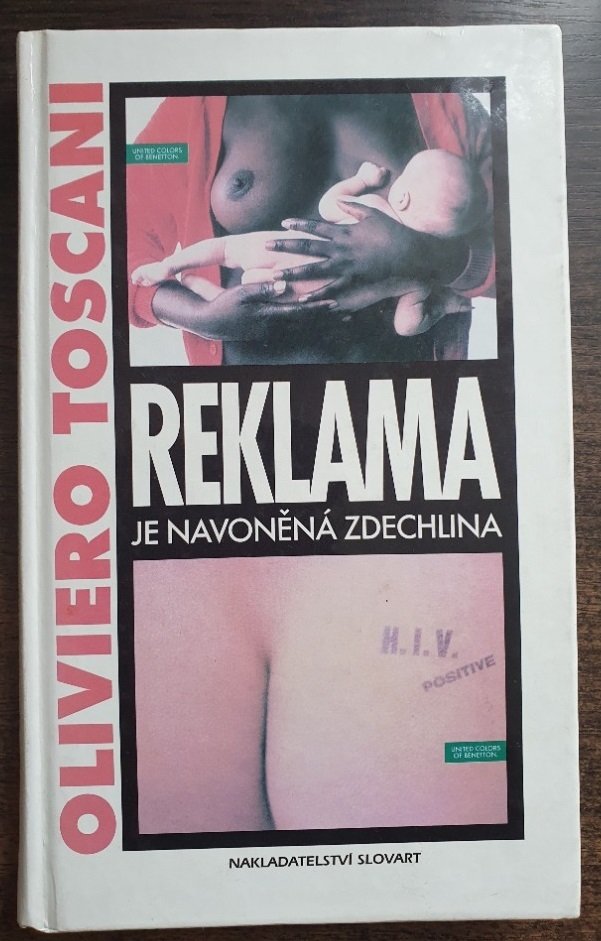 OLIVIERO TOSCANI
UNITED COLORS
OF BENETTON.
REKLAMA
JE NAVONĚNÁ ZDECHLINA
H.I.V.
POSITIVE
UNITED COLORS
OF BENETTON.
NAKLADATELSTVÍ SLOVART